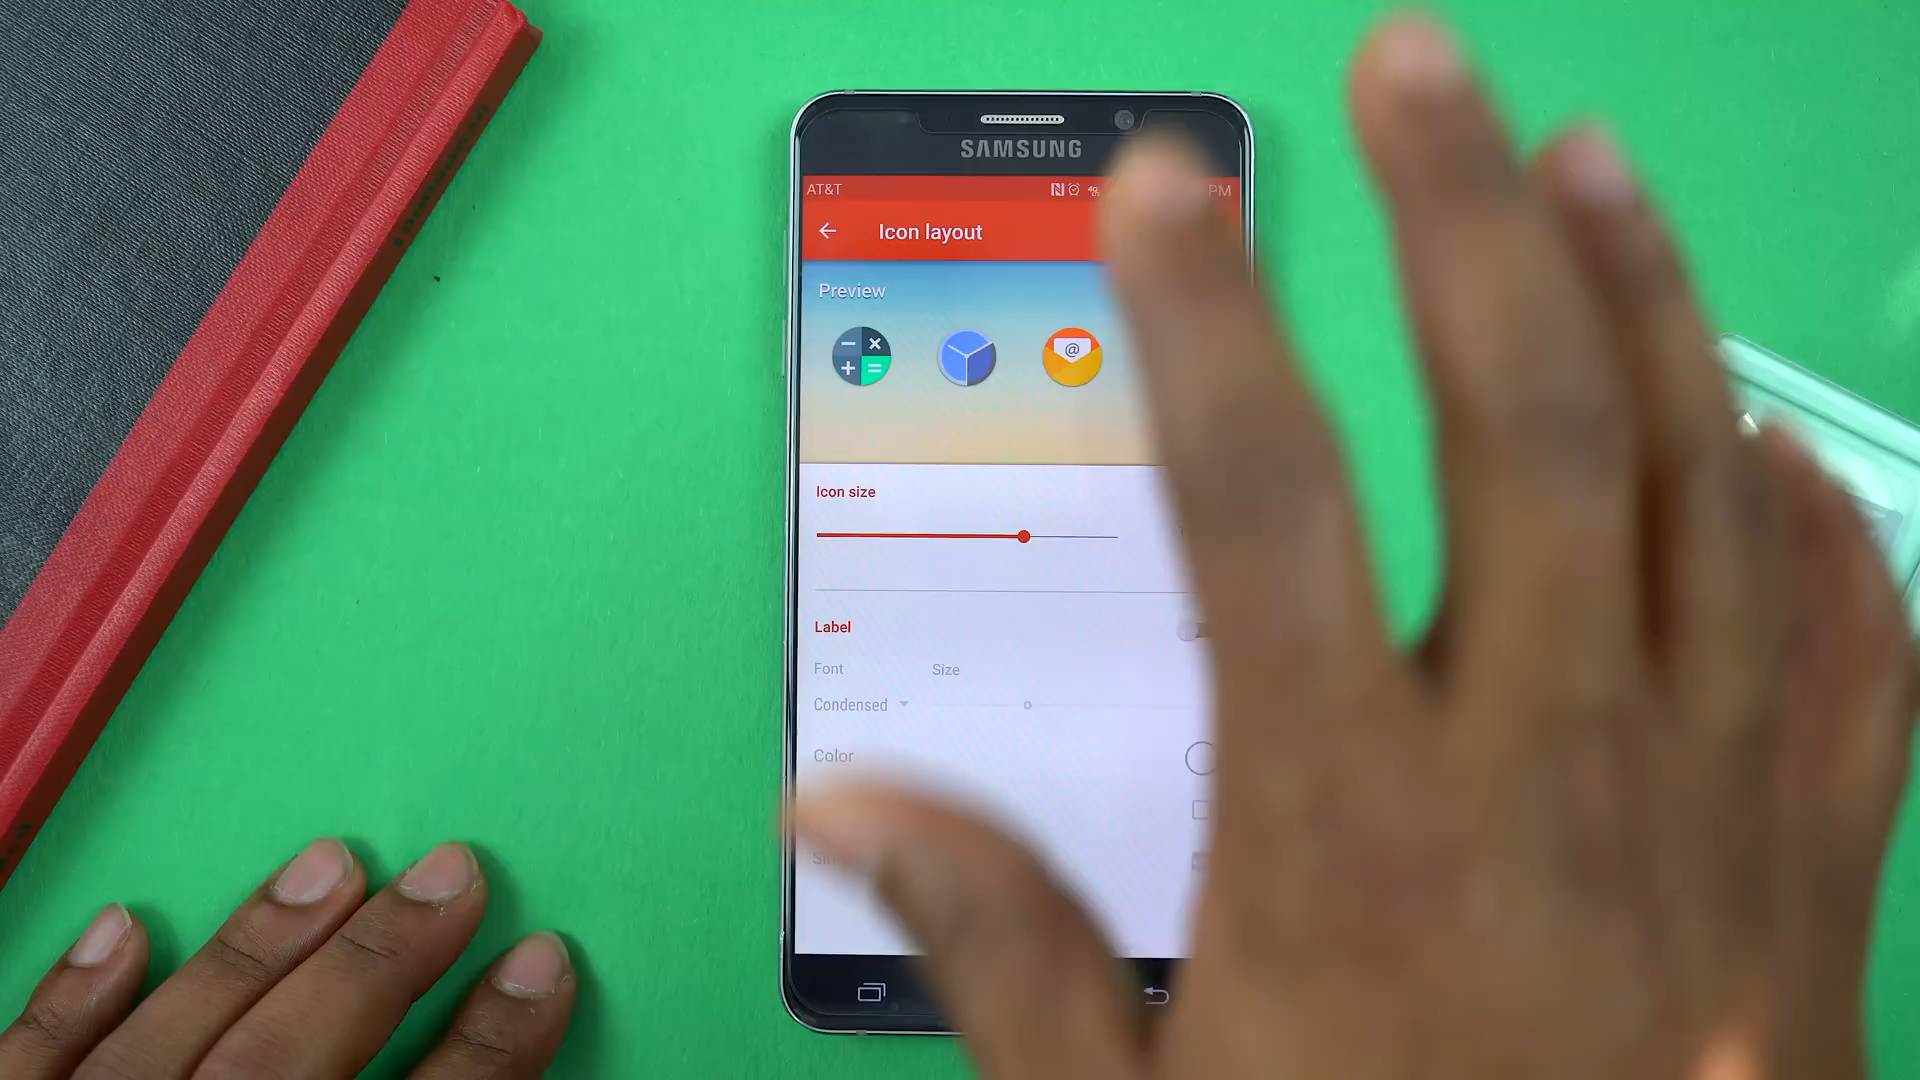 SAMSUNG
AT&T
PM
Icon layout
Preview
@
Icon size
Label
Font Size
Condensed
Color